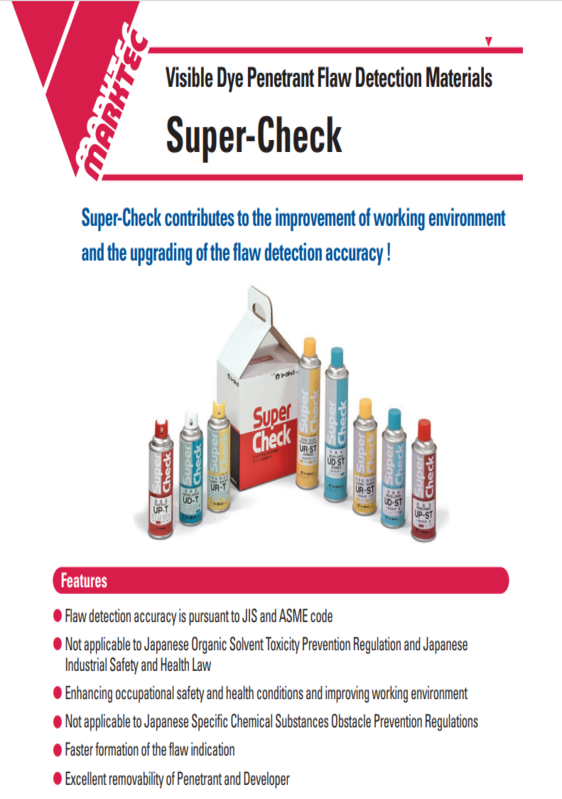 MARKTEC
MARKTEC
Visible Dye Penetrant Flaw Detection Materials
Super-Check
Super-Check contributes to the improvement of working environment
and the upgrading of the flaw detection accuracy !
Super
Check
Super
Check
UR-ST
Super
Check
UD-ST
Super
Check
UP-T
Super
Check
UD-T
Super
Check
UR-T
Super
Check
UR-ST
Super
Check
UD-ST
Super
Check
UP-ST
Features
● Flaw detection accuracy is pursuant to JIS and ASME code
● Not applicable to Japanese Organic Solvent Toxicity Prevention Regulation and Japanese
Industrial Safety and Health Law
● Enhancing occupational safety and health conditions and improving working environment
● Not applicable to Japanese Specific Chemical Substances Obstacle Prevention Regulations
● Faster formation of the flaw indication
● Excellent removability of Penetrant and Developer